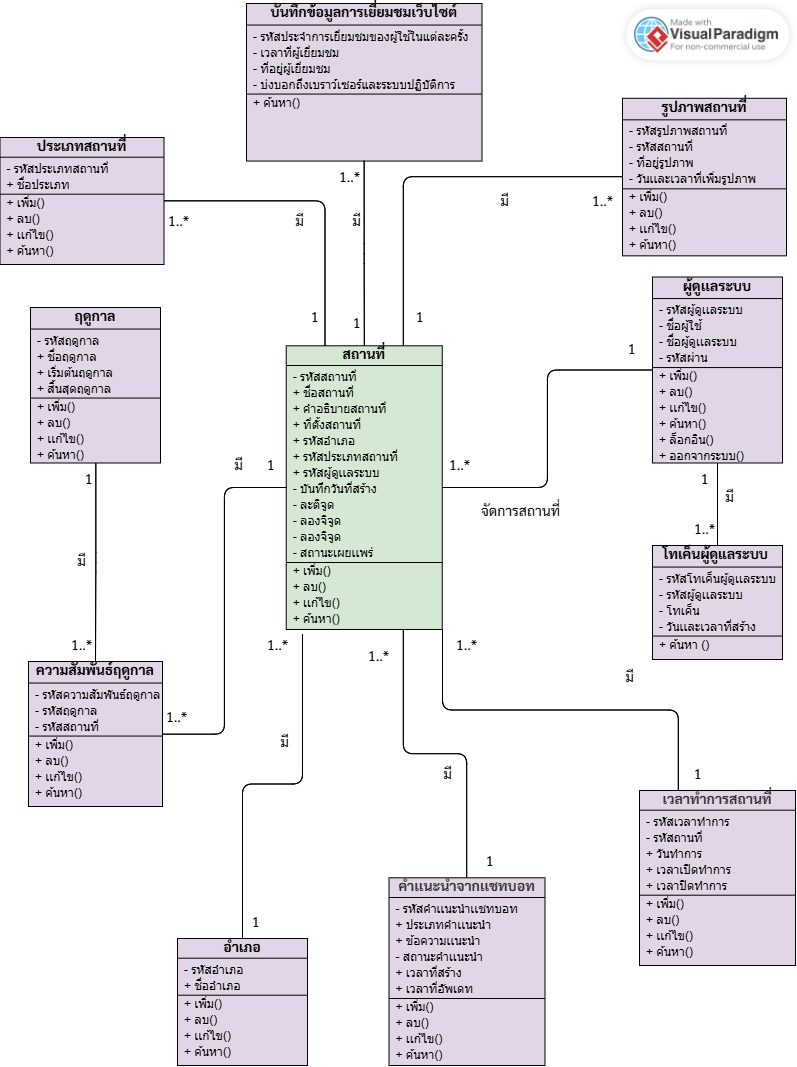 บันทึกข้อมูลการเยี่ยมชมเว็บไซต์
- รหัสประจำการเยี่ยมชมของผู้ใช้ในแต่ละครั้ง
- เวลาที่ผู้เยี่ยมชม
- ที่อยู่ผู้เยี่ยมชม
- บ่งบอกถึงเบราว์เซอร์และระบบปฏิบัติการ
+ ค้นหา()
Made with
Visual Paradigm
For non-commercial use
รูปภาพสถานที่
- รหัสรูปภาพสถานที่
- รหัสสถานที่
- ที่อยู่รูปภาพ
- วันและเวลาที่เพิ่มรูปภาพ
+ เพิ่ม()
+ ลบ()
+ แก้ไข()
+ ค้นหา()
ประเภทสถานที่
- รหัสประเภทสถานที่
+ ชื่อประเภท
+ เพิ่ม()
+ ลบ()
+ แก้ไข()
+ ค้นหา()
1..*
มี
1
1..*
มี
1
มี
1..*
1
ฤดูกาล
- รหัสฤดูกาล
+ ชื่อฤดูกาล
+ เริ่มต้นฤดูกาล
+ สิ้นสุดฤดูกาล
+ เพิ่ม()
+ ลบ()
+ แก้ไข()
+ ค้นหา()
สถานที่
- รหัสสถานที่
+ ชื่อสถานที่
+ คำอธิบายสถานที่
+ ที่ตั้งสถานที่
+ รหัสอำเภอ
+ รหัสประเภทสถานที่
+ รหัสผู้ดูแลระบบ
- บันทึกวันที่สร้าง
- ละติจูด
- ลองจิจูด
- ลองจิจูด
- สถานะเผยแพร่
+ เพิ่ม()
+ ลบ()
+ แก้ไข()
+ ค้นหา()
ผู้ดูแลระบบ
- รหัสผู้ดูแลระบบ
- ชื่อผู้ใช้
- ชื่อผู้ดูแลระบบ
- รหัสผ่าน
+ เพิ่ม()
+ ลบ()
+ แก้ไข()
+ ค้นหา()
+ ล็อกอิน()
+ ออกจากระบบ()
1
1..*
จัดการสถานที่
มี
1
1
มี
1..*
1
มี
1..*
โทเค็นผู้ดูแลระบบ
- รหัสโทเค็นผู้ดูแลระบบ
- รหัสผู้ดูแลระบบ
- โทเค็น
- วันและเวลาที่สร้าง
+ ค้นหา ()
ความสัมพันธ์ฤดูกาล
- รหัสความสัมพันธ์ฤดูกาล
- รหัสฤดูกาล
- รหัสสถานที่
+ เพิ่ม()
+ ลบ()
+ แก้ไข()
+ ค้นหา()
1..*
1..*
มี
1
1..*
มี
1
1..*
มี
1
เวลาทำการสถานที่
- รหัสเวลาทำการ
- รหัสถานที่
+ วันทำการ
+ เวลาเปิดทำการ
+ เวลาปิดทำการ
+ เพิ่ม()
+ ลบ()
+ แก้ไข()
+ ค้นหา()
คำแนะนำจากแชทบอท
- รหัสคำแนะนำแชทบอท
+ ประเภทคำแนะนำ
+ ข้อความแนะนำ
- สถานะคำแนะนำ
+ เวลาที่สร้าง
+ เวลาที่อัพเดท
+ เพิ่ม()
+ ลบ()
+ แก้ไข()
+ ค้นหา()
อำเภอ
- รหัสอำเภอ
+ ชื่ออำเภอ
+ เพิ่ม()
+ ลบ()
+ แก้ไข()
+ ค้นหา()